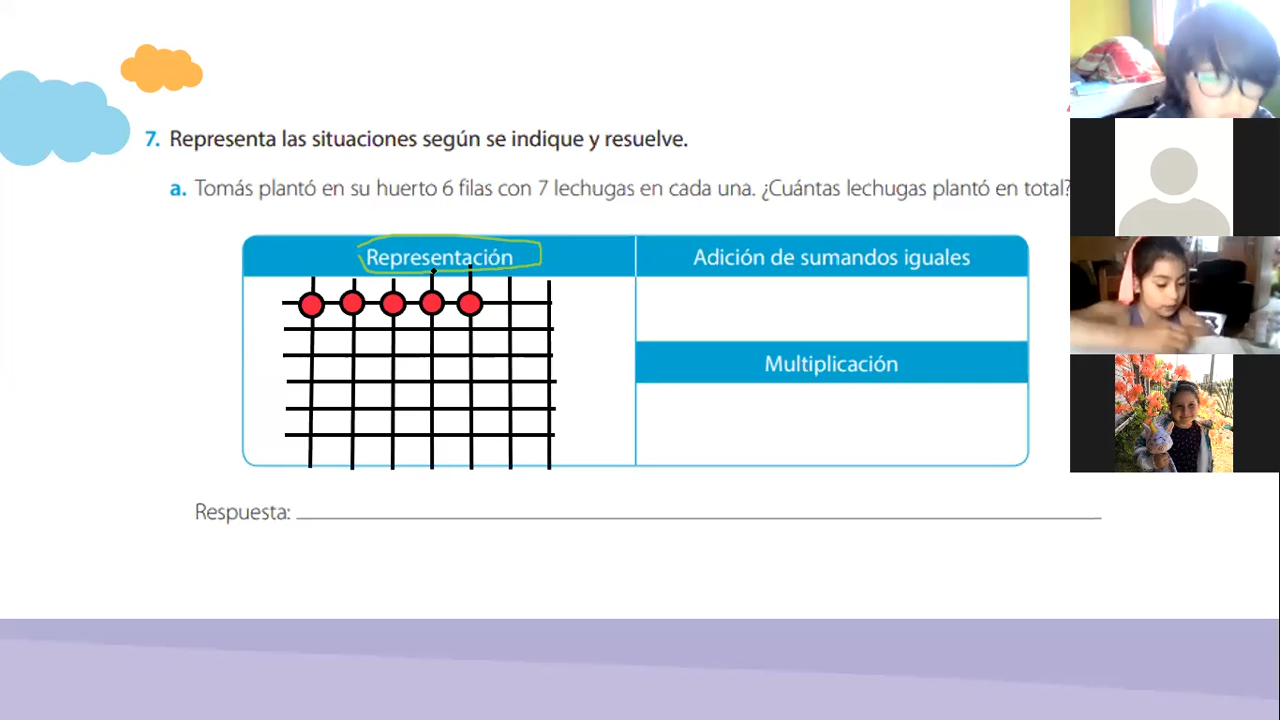 7. Representa las situaciones según se indique y resuelve.
a. Tomás plantó en su huerto 6 filas con 7 lechugas en cada una. ¿Cuántas lechugas plantó en total?
Representación
Adición de sumandos iguales
Multiplicación
Respuesta: